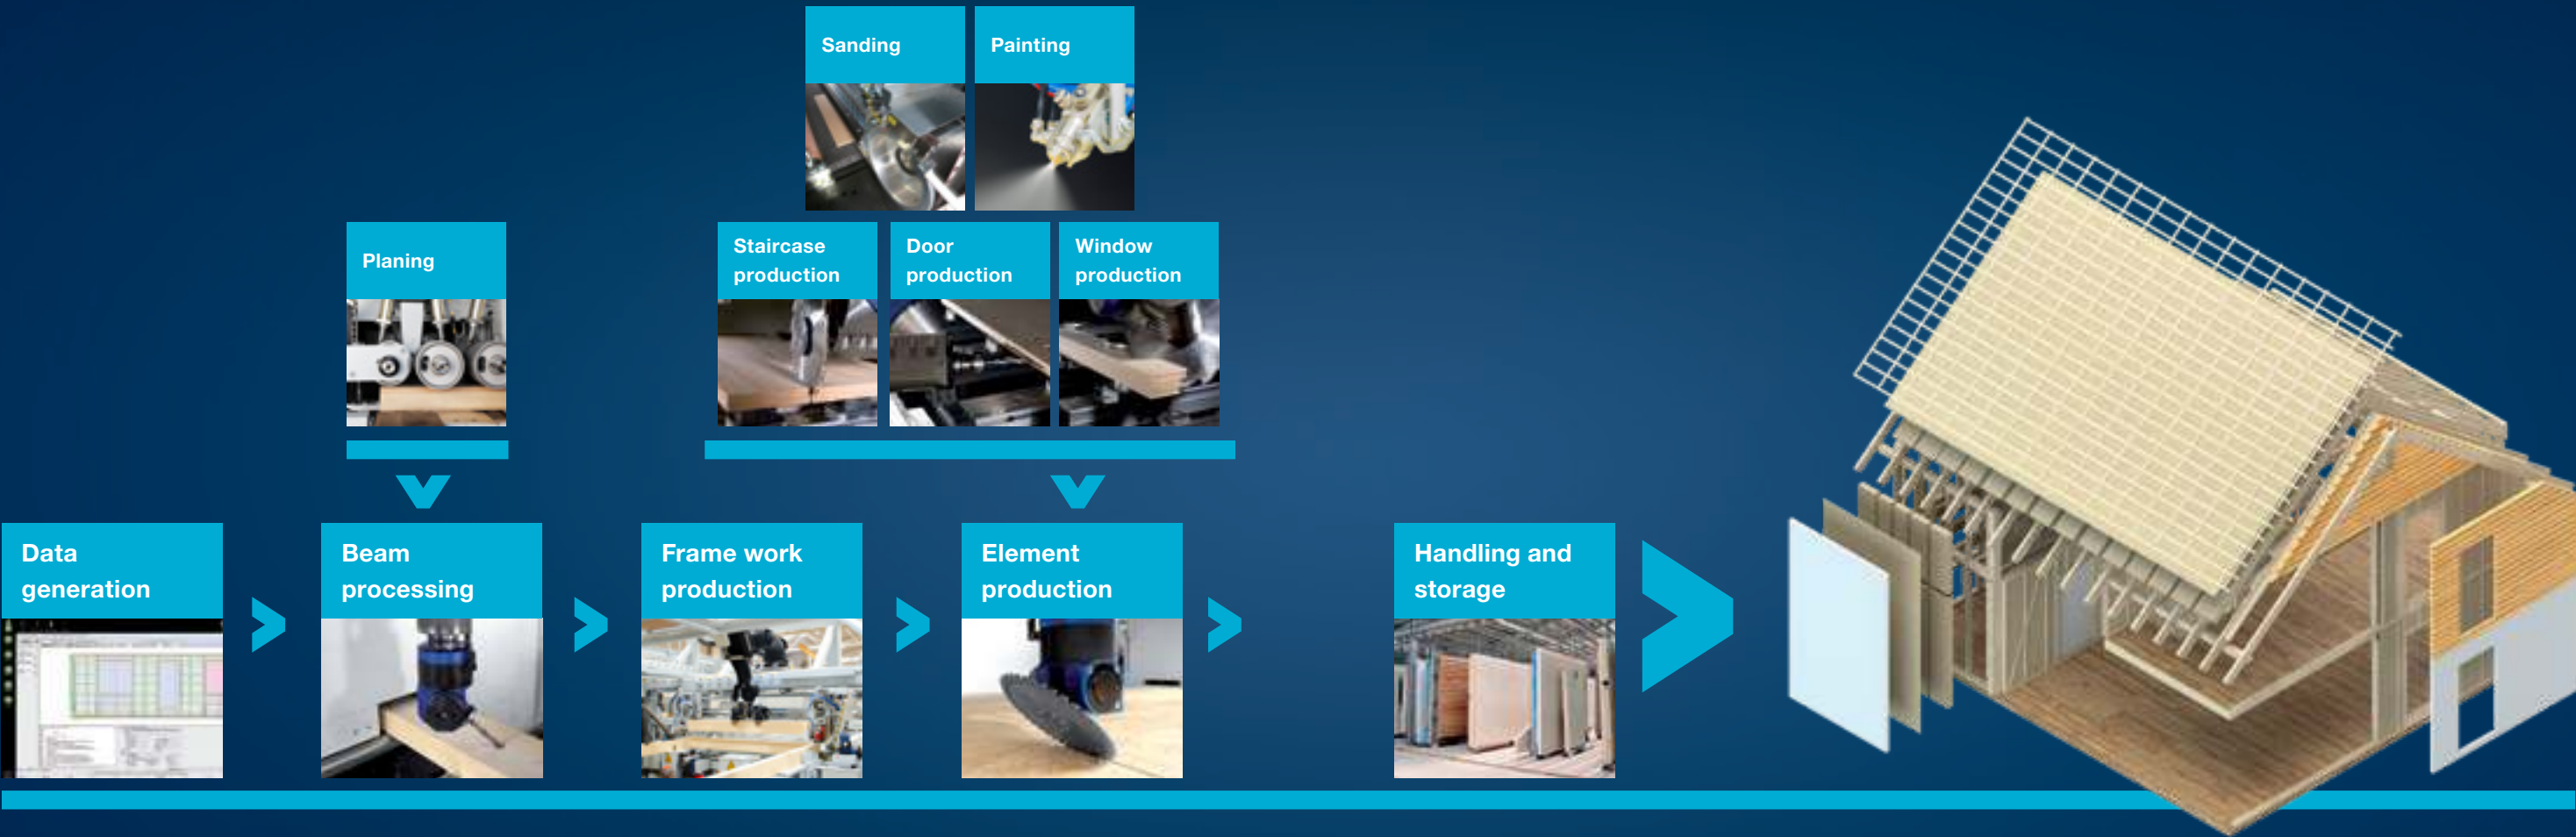 Sanding
Painting
Planing
Staircase
production
Door
production
Window
production
Data
generation
Beam
processing
Frame work
production
Element
production
Handling and
storage